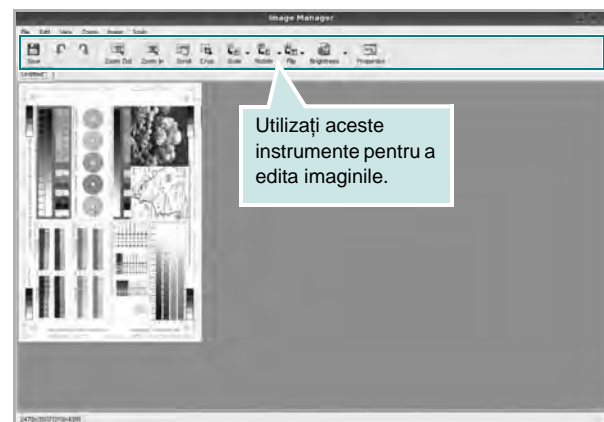 Image Manager
File Edit View Zoom Image Tools
Save Zoom Out Zoom In Scroll Crop Scale Rotate Flip Brightness Properties
Untitled
Utilizați aceste
instrumente pentru a
edita imaginile.